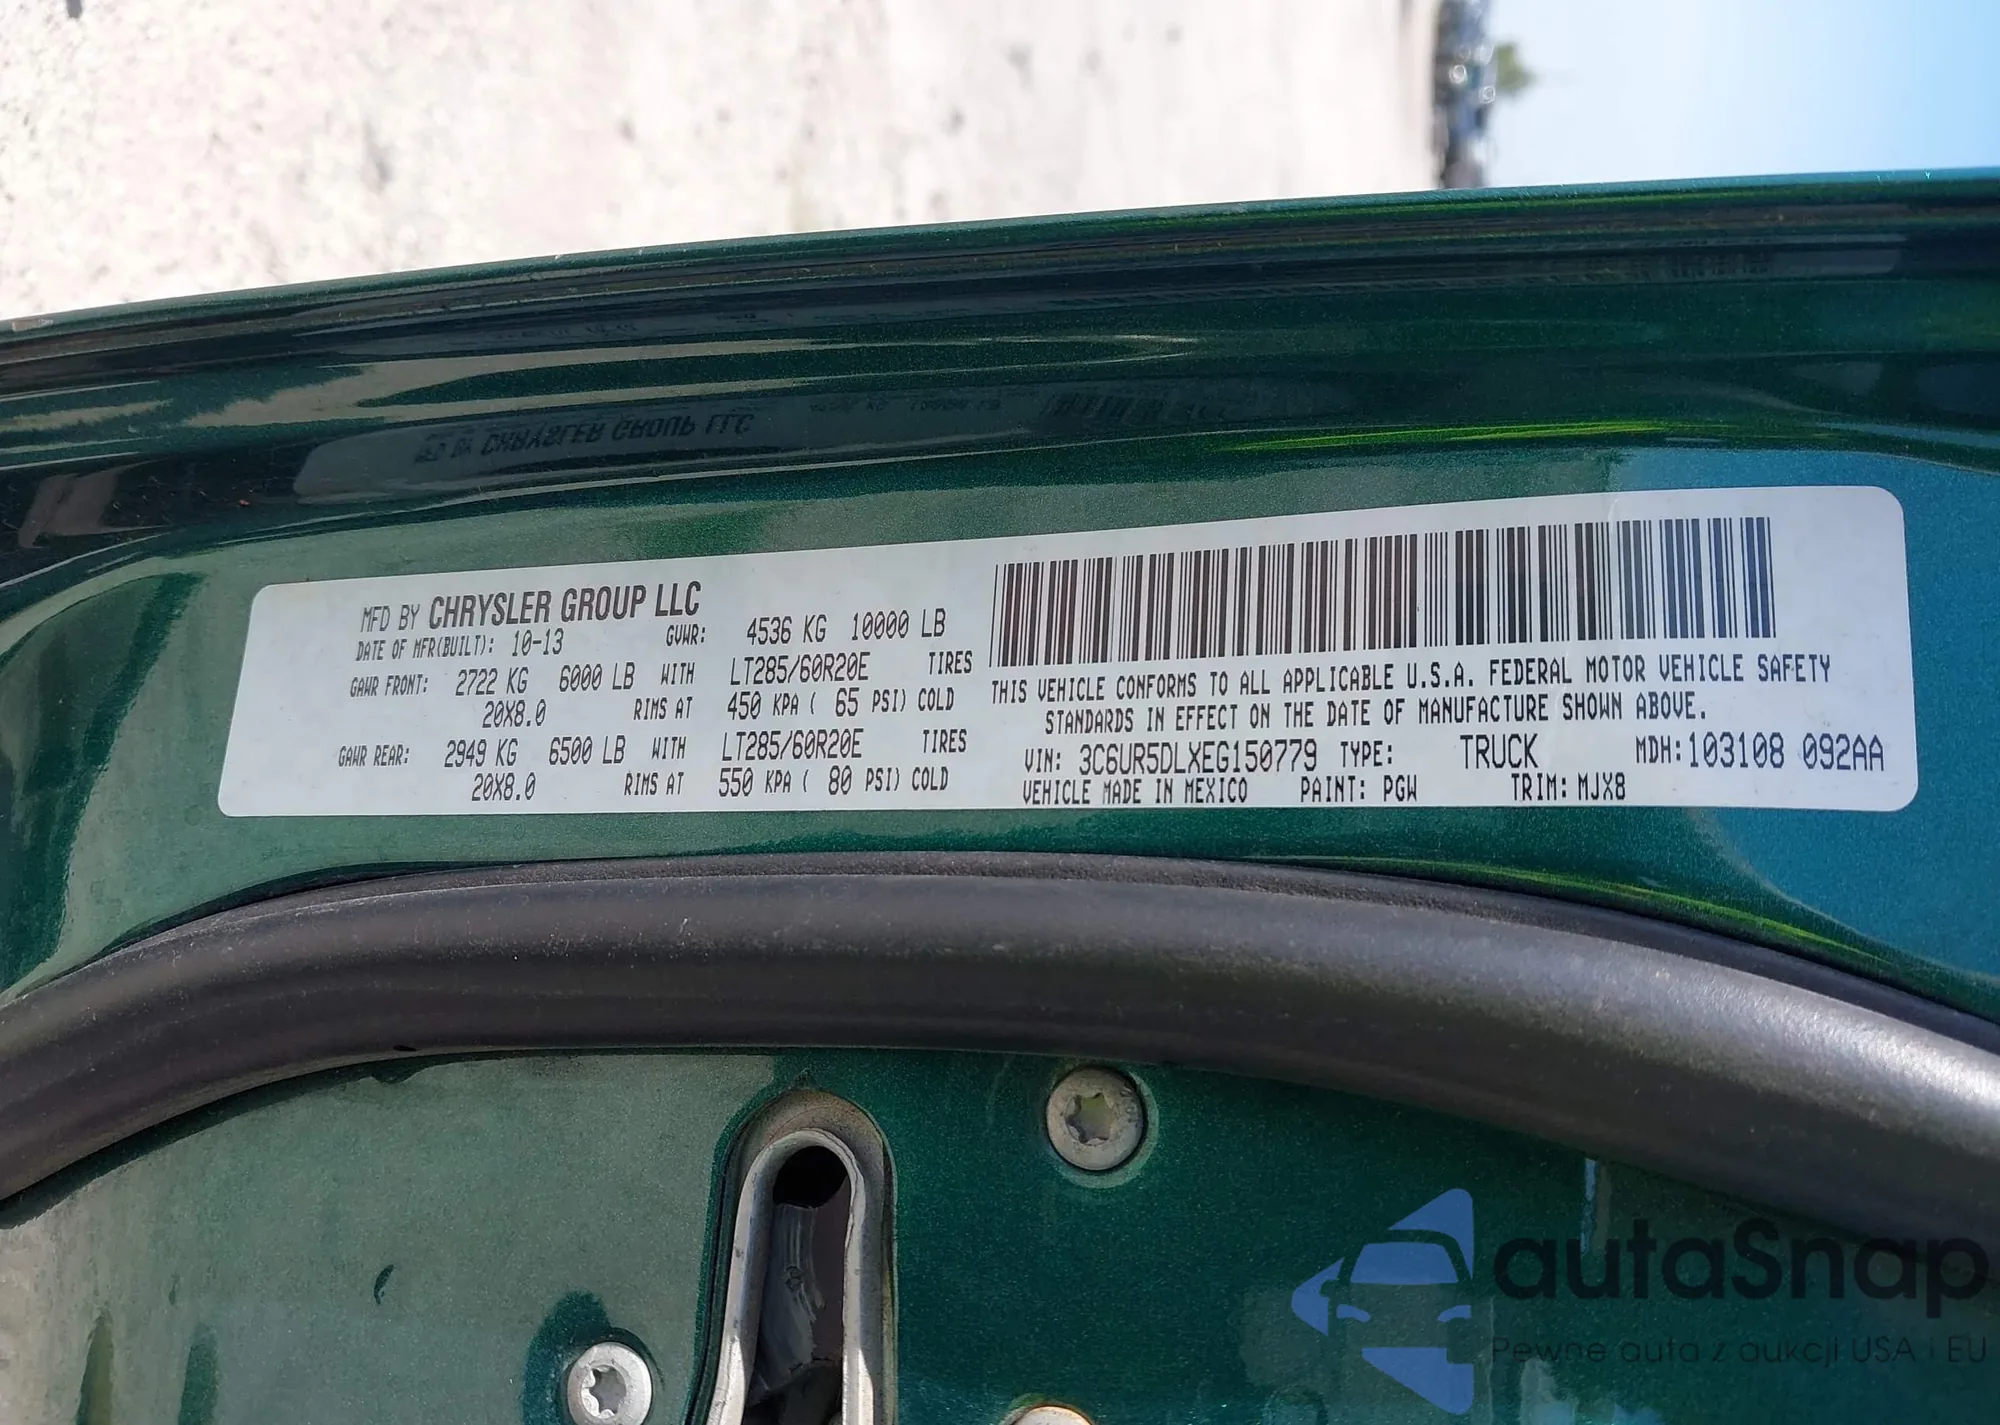 MFD BY CHRYSLER GROUP LLC
DATE OF MFR(BUILT): 10-13 GVWR: 4536 KG 10000 LB
GAWR FRONT: 2722 KG 6000 LB WITH LT285/60R20E TIRES
20X8.0 RIMS AT 450 KPA ( 65 PSI) COLD
GAWR REAR: 2949 KG 6500 LB WITH LT285/60R20E TIRES
20X8.0 RIMS AT 550 KPA ( 80 PSI) COLD
THIS VEHICLE CONFORMS TO ALL APPLICABLE U.S.A. FEDERAL MOTOR VEHICLE SAFETY
STANDARDS IN EFFECT ON THE DATE OF MANUFACTURE SHOWN ABOVE.
VIN: 3C6UR5DLXEG150779 TYPE: TRUCK MDH: 103108 092AA
VEHICLE MADE IN MEXICO PAINT: PGW TRIM: MJX8
autaSnap
Pewne auta z aukcji USA i EU